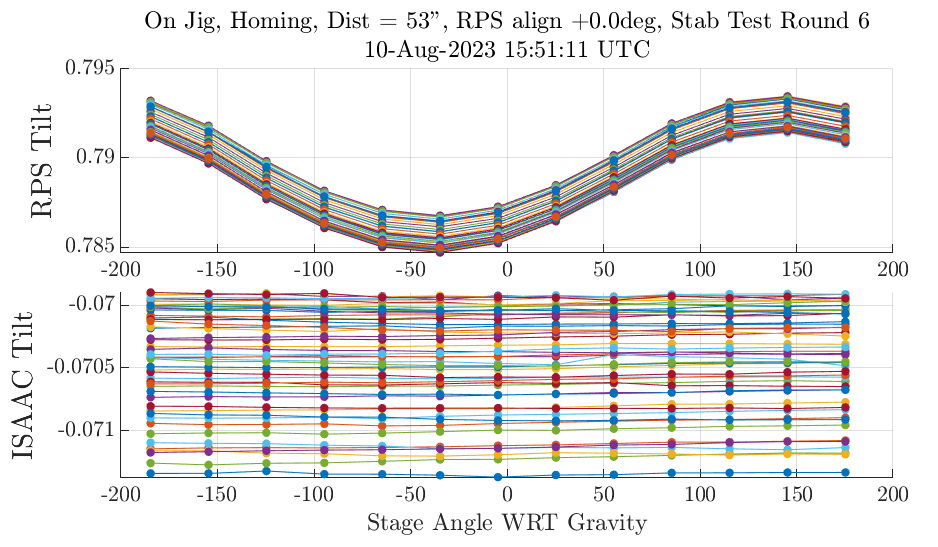 On Jig, Homing, Dist = 53", RPS align +0.0deg, Stab Test Round 6
10-Aug-2023 15:51:11 UTC
0.795
0.79
0.785
RPS Tilt
-200 -150 -100 -50 0 50 100 150 200
-0.07
-0.0705
-0.071
ISAAC Tilt
-200 -150 -100 -50 0 50 100 150 200
Stage Angle WRT Gravity